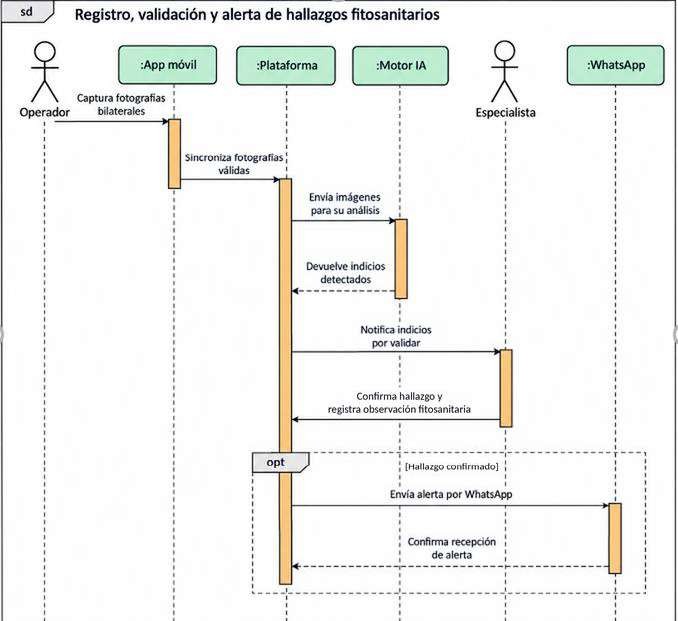 sd
Registro, validación y alerta de hallazgos fitosanitarios
:App móvil
:Plataforma
:Motor IA
:WhatsApp
Operador
Especialista
Captura fotografías
bilaterales
Sincroniza fotografías
válidas
Envía imágenes
para su análisis
Devuelve indicios
detectados
Notifica indicios
por validar
Confirma hallazgo y
registra observación fitosanitaria
opt
[Hallazgo confirmado]
Envía alerta por WhatsApp
Confirma recepción
de alerta